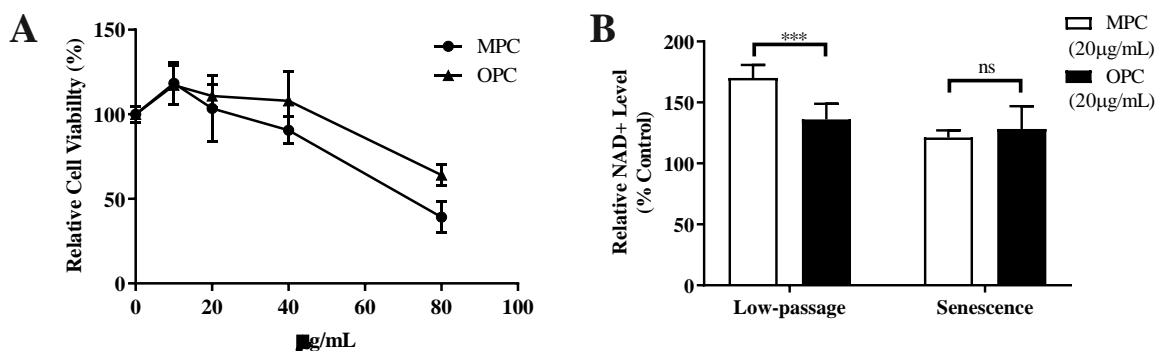 A
Relative Cell Viability (%)
150
100
50
0
0 20 40 60 80 100
g/mL
MPC
OPC
B
Relative NAD+ Level
(% Control)
200
150
100
50
0
***
ns
Low-passage Senescence
MPC
(20μg/mL)
OPC
(20μg/mL)